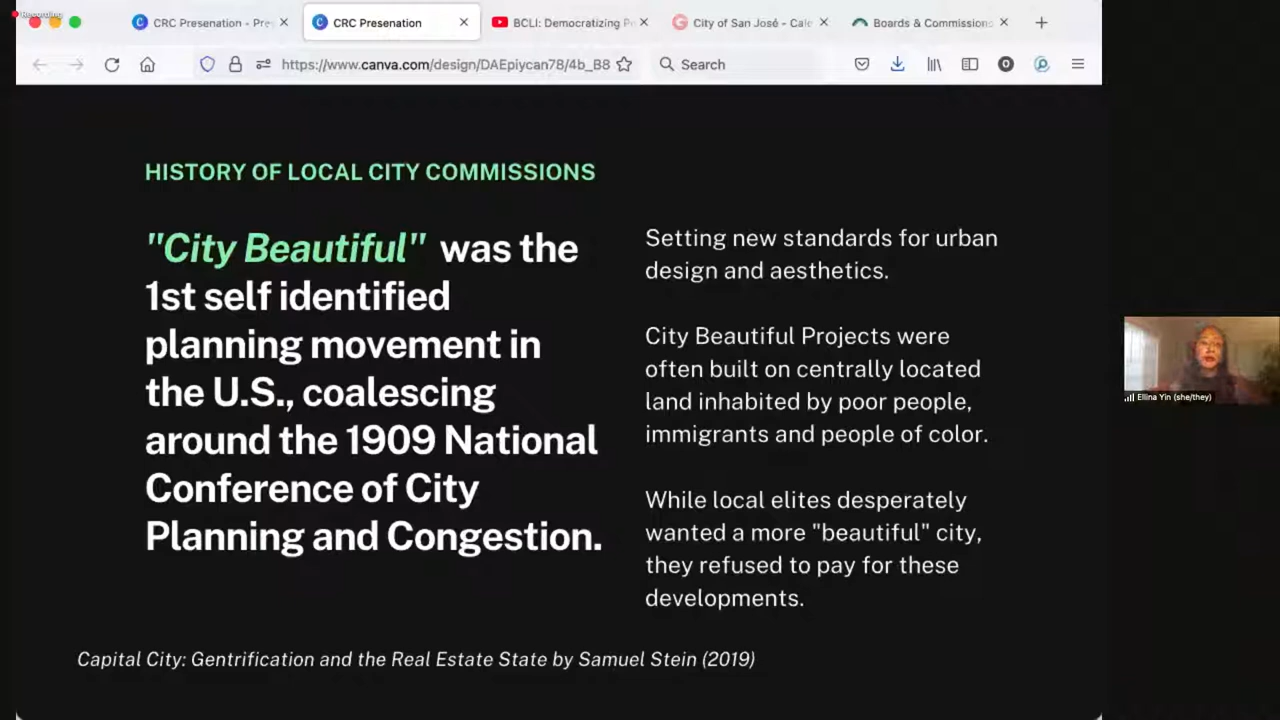 Recording
CRC Presenation - Pre
CRC Presenation
BCLI: Democratizing P
City of San José - Cale
Boards & Commissions
https://www.canva.com/design/DAEpiycan78/4b_B8
Search
HISTORY OF LOCAL CITY COMMISSIONS
"City Beautiful" was the
1st self identified
planning movement in
the U.S., coalescing
around the 1909 National
Conference of City
Planning and Congestion.
Setting new standards for urban
design and aesthetics.
City Beautiful Projects were
often built on centrally located
land inhabited by poor people,
immigrants and people of color.
While local elites desperately
wanted a more "beautiful" city,
they refused to pay for these
developments.
Capital City: Gentrification and the Real Estate State by Samuel Stein (2019)
Ellina Yin (she/they)